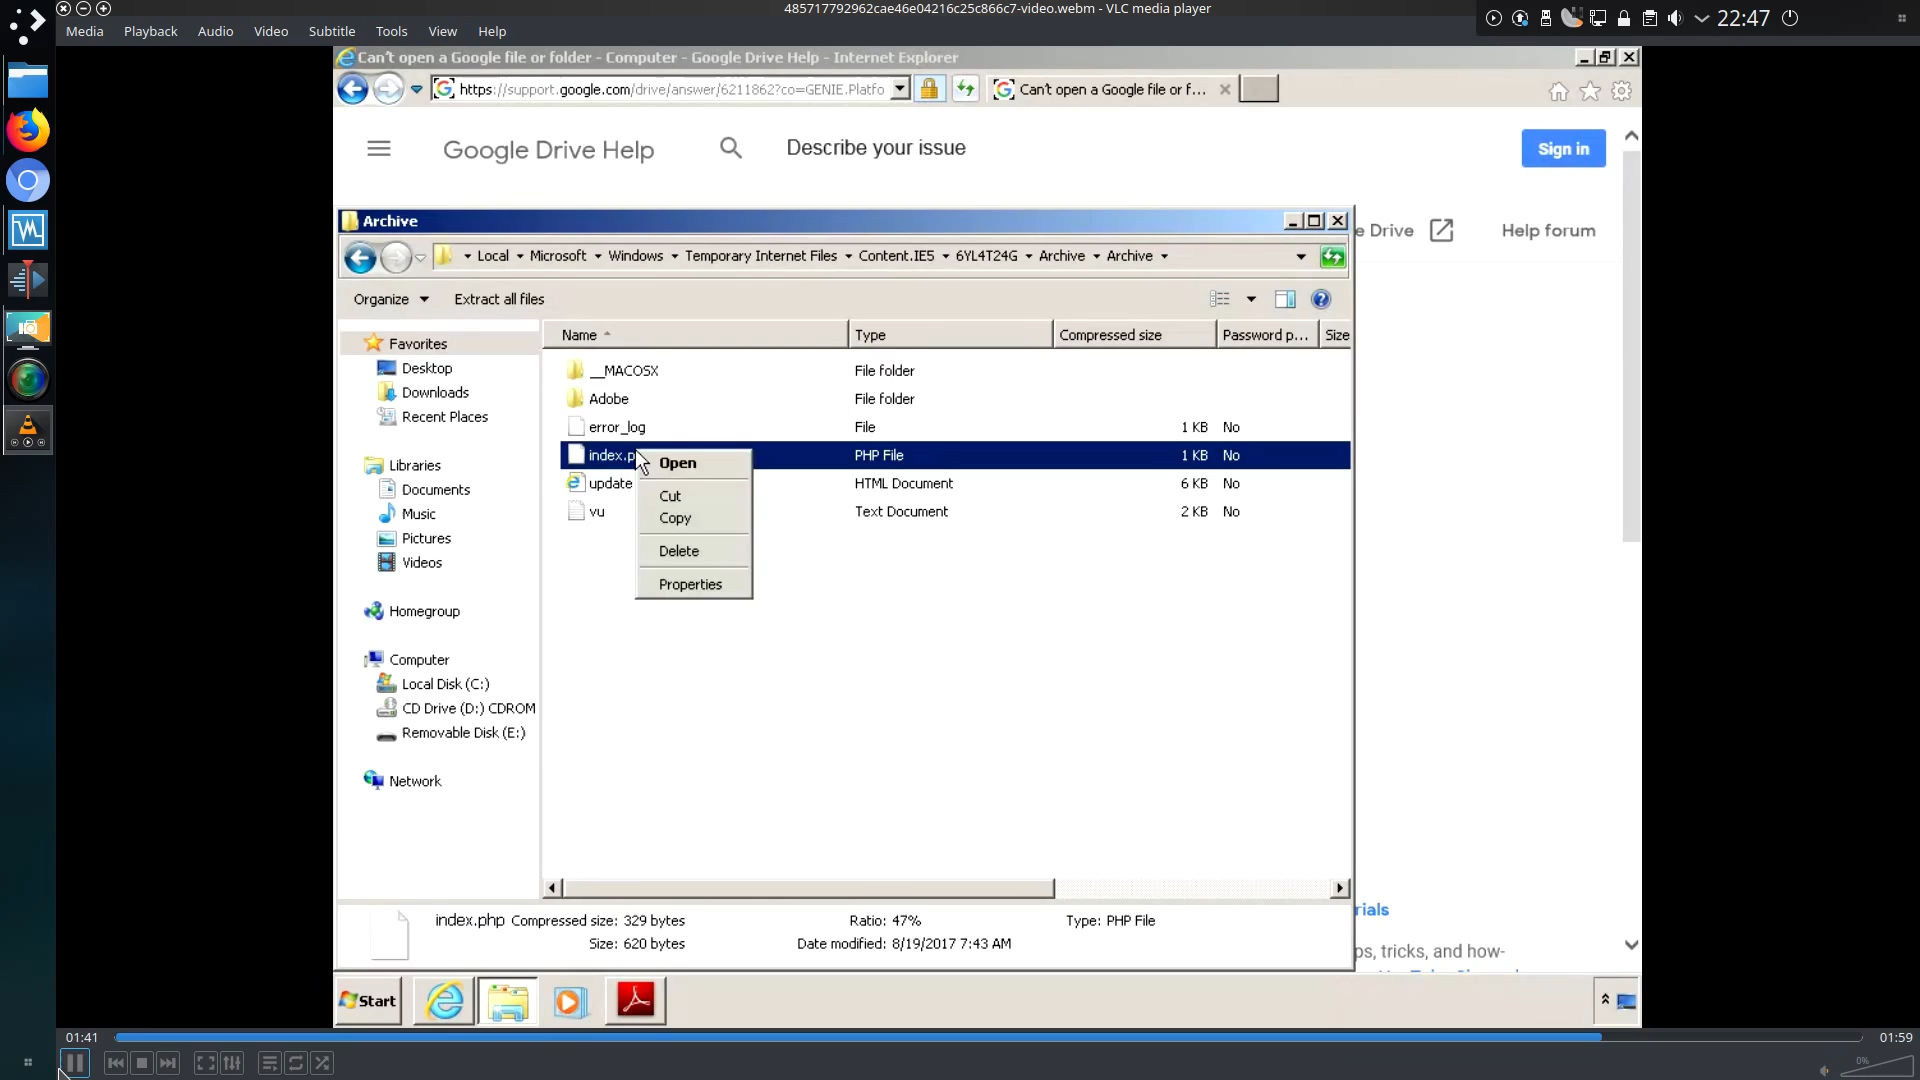 485717792962cae46e04216c25c866c7-video.webm - VLC media player
22:47
Media Playback Audio Video Subtitle Tools View Help
Can't open a Google file or folder - Computer - Google Drive Help - Internet Explorer
https://support.google.com/drive/answer/6211862?co=GENIE.Platfo
Can't open a Google file or f...
Google Drive Help
Describe your issue
Sign in
Archive
e Drive
Help forum
Local Microsoft Windows Temporary Internet Files Content.IE5 6YL4T24G Archive Archive
Organize Extract all files
Name Type Compressed size Password p... Size
Favorites
Desktop
Downloads
Recent Places
Libraries
Documents
Music
Pictures
Videos
Homegroup
Computer
Local Disk (C:)
CD Drive (D:) CDROM
Removable Disk (E:)
Network
__MACOSX File folder
Adobe File folder
error_log File 1 KB No
index.p PHP File 1 KB No
update HTML Document 6 KB No
vu Text Document 2 KB No
Open
Cut
Copy
Delete
Properties
index.php Compressed size: 329 bytes Ratio: 47% Type: PHP File
Size: 620 bytes Date modified: 8/19/2017 7:43 AM
rials
ps, tricks, and how-
Start
01:41
01:59
0%